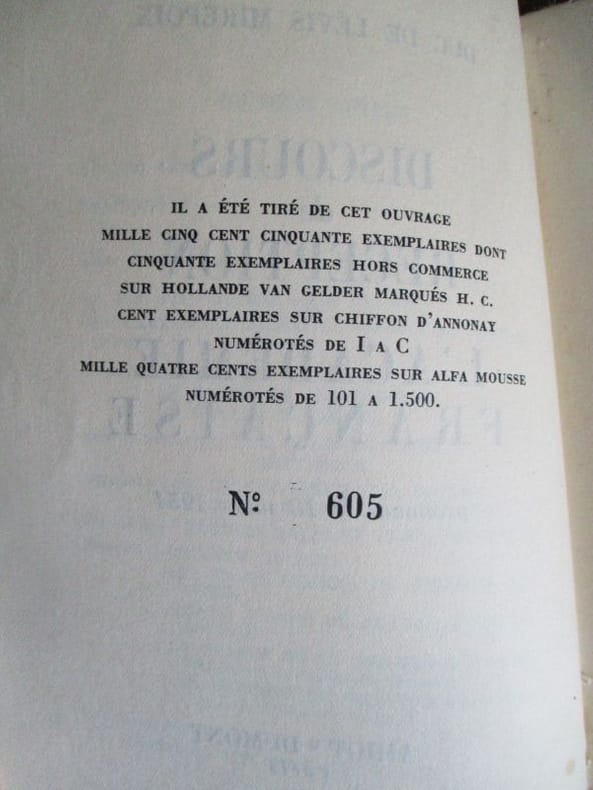 IL A ÉTÉ TIRÉ DE CET OUVRAGE
MILLE CINQ CENT CINQUANTE EXEMPLAIRES DONT
CINQUANTE EXEMPLAIRES HORS COMMERCE
SUR HOLLANDE VAN GELDER MARQUÉS H. C.
CENT EXEMPLAIRES SUR CHIFFON D'ANNONAY
NUMÉROTÉS DE I A C
MILLE QUATRE CENTS EXEMPLAIRES SUR ALFA MOUSSE
NUMÉROTÉS DE 101 A 1.500.
Nº 605